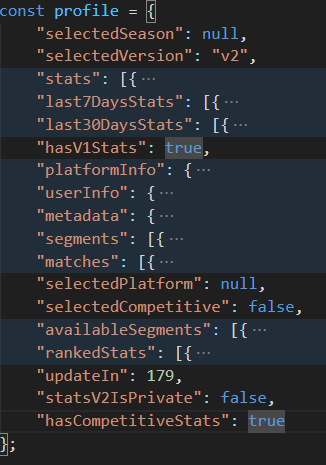 const profile = {
"selectedSeason": null,
"selectedVersion": "v2",
"stats": [{···
"last7DaysStats": [{···
"last30DaysStats": [{···
"hasV1Stats": true,
"platformInfo": {···
"userInfo": {···
"metadata": {···
"segments": [{···
"matches": [{···
"selectedPlatform": null,
"selectedCompetitive": false,
"availableSegments": [{···
"rankedStats": [{···
"updateIn": 179,
"statsV2IsPrivate": false,
"hasCompetitiveStats": true
};